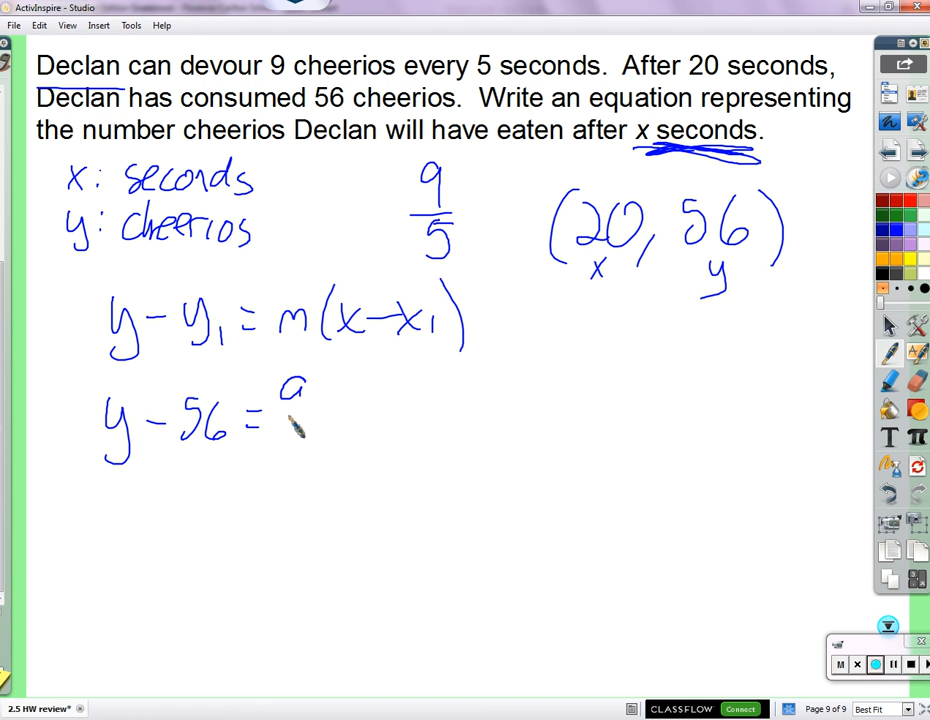 ActivInspire - Studio
File Edit View Insert Tools Help
Declan can devour 9 cheerios every 5 seconds. After 20 seconds,
Declan has consumed 56 cheerios. Write an equation representing
the number cheerios Declan will have eaten after x seconds.
x: seconds
y: cheerios
9
5
(20, 56)
x y
y - y₁ = m(x - x₁)
9
y - 56 =
M
2.5 HW review*
CLASSFLOW Connect
Page 9 of 9
Best Fit